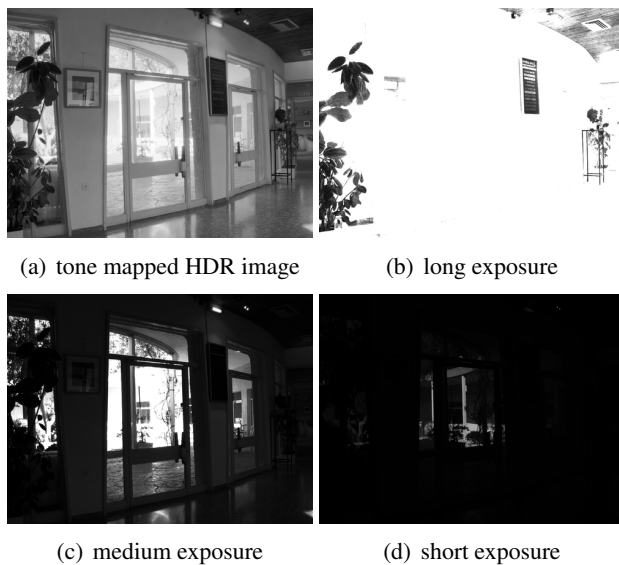 (a) tone mapped HDR image
(b) long exposure
(c) medium exposure
(d) short exposure